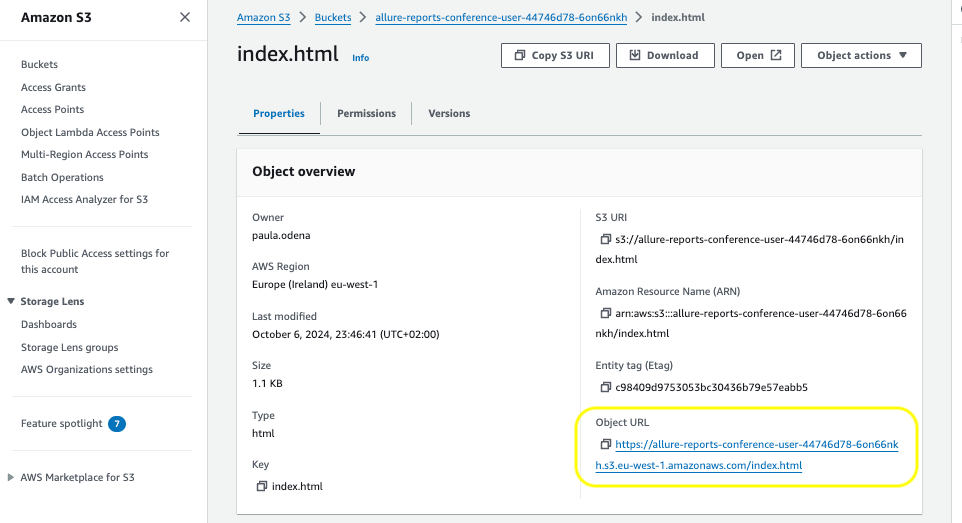 Amazon S3
Buckets
Access Grants
Access Points
Object Lambda Access Points
Multi-Region Access Points
Batch Operations
IAM Access Analyzer for S3
Block Public Access settings for
this account
Storage Lens
Dashboards
Storage Lens groups
AWS Organizations settings
Feature spotlight 7
AWS Marketplace for S3
Amazon S3 > Buckets > allure-reports-conference-user-44746d78-6on66nkh > index.html
index.html Info
Copy S3 URI Download Open Object actions
Properties Permissions Versions
Object overview
Owner
paula.odena
AWS Region
Europe (Ireland) eu-west-1
Last modified
October 6, 2024, 23:46:41 (UTC+02:00)
Size
1.1 KB
Type
html
Key
index.html
S3 URI
s3://allure-reports-conference-user-44746d78-6on66nkh/in
dex.html
Amazon Resource Name (ARN)
arn:aws:s3:::allure-reports-conference-user-44746d78-6on66
nkh/index.html
Entity tag (Etag)
c98409d9753053bc30436b79e57eabb5
Object URL
https://allure-reports-conference-user-44746d78-6on66nk
h.s3.eu-west-1.amazonaws.com/index.html